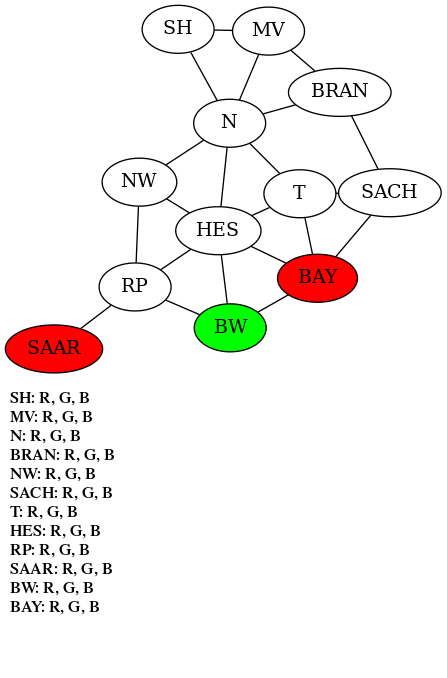 SH
MV
BRAN
N
NW
T
SACH
HES
RP
BAY
BW
SAAR
SH: R, G, B
MV: R, G, B
N: R, G, B
BRAN: R, G, B
NW: R, G, B
SACH: R, G, B
T: R, G, B
HES: R, G, B
RP: R, G, B
SAAR: R, G, B
BW: R, G, B
BAY: R, G, B